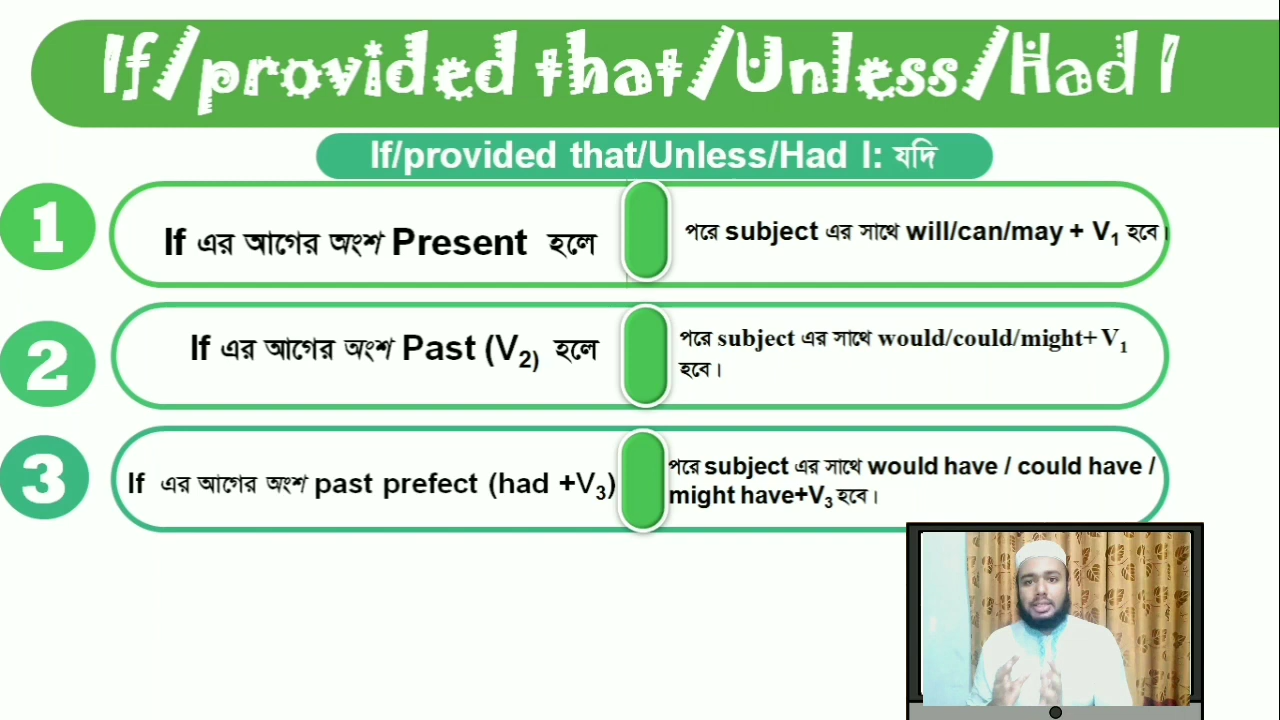 If/provided that/Unless/Had I
If/provided that/Unless/Had I: যদি
1
If এর আগের অংশ Present হলে
পরে subject এর সাথে will/can/may + V1 হবে।
2
If এর আগের অংশ Past (V2) হলে
পরে subject এর সাথে would/could/might+ V1
হবে।
3
If এর আগের অংশ past prefect (had +V3)
পরে subject এর সাথে would have / could have /
might have+V3 হবে।